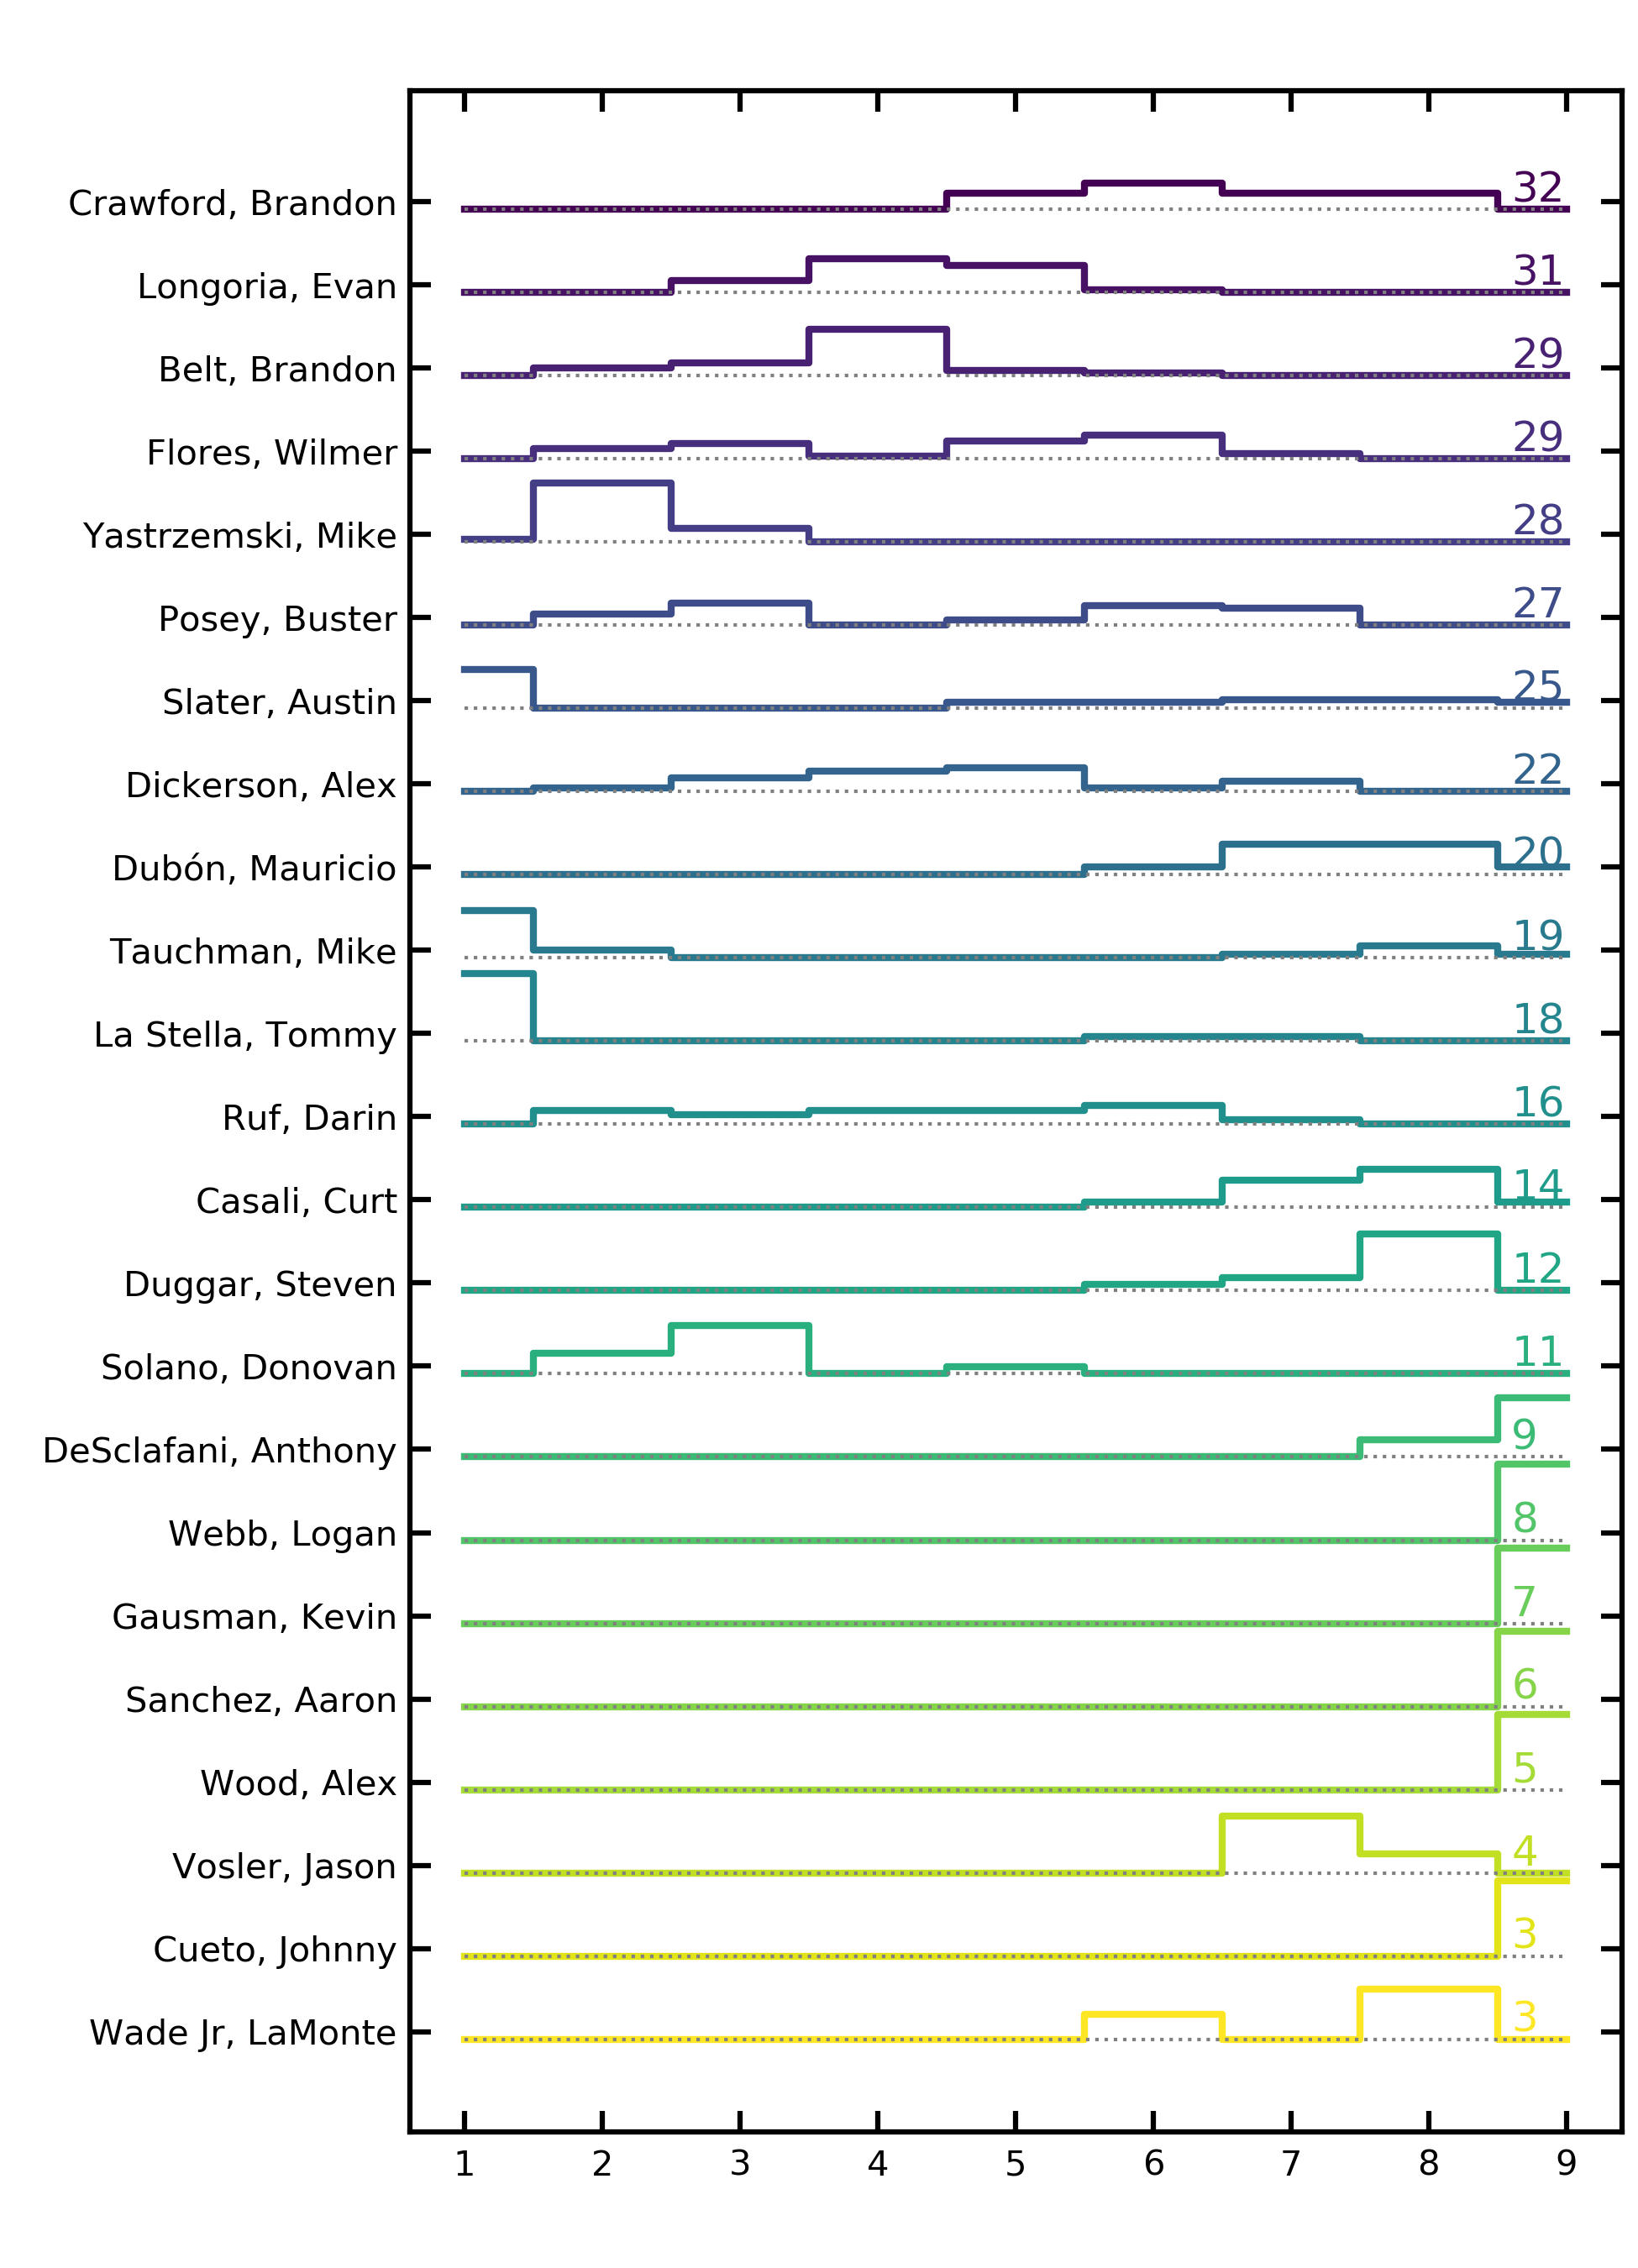 Crawford, Brandon 32
Longoria, Evan 31
Belt, Brandon 29
Flores, Wilmer 29
Yastrzemski, Mike 28
Posey, Buster 27
Slater, Austin 25
Dickerson, Alex 22
Dubón, Mauricio 20
Tauchman, Mike 19
La Stella, Tommy 18
Ruf, Darin 16
Casali, Curt 14
Duggar, Steven 12
Solano, Donovan 11
DeSclafani, Anthony 9
Webb, Logan 8
Gausman, Kevin 7
Sanchez, Aaron 6
Wood, Alex 5
Vosler, Jason 4
Cueto, Johnny 3
Wade Jr, LaMonte 3
1 2 3 4 5 6 7 8 9